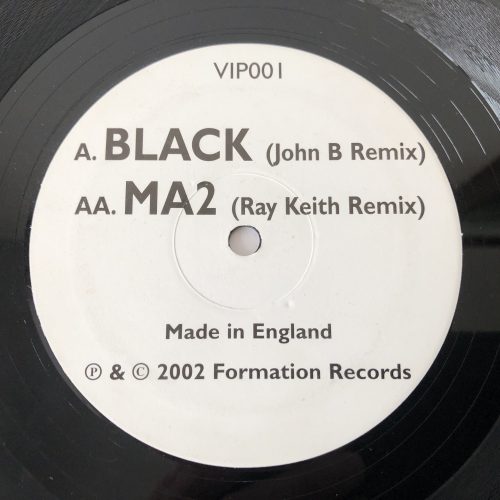 VIP001
A. BLACK (John B Remix)
AA. MA2 (Ray Keith Remix)
Made in England
℗ & © 2002 Formation Records